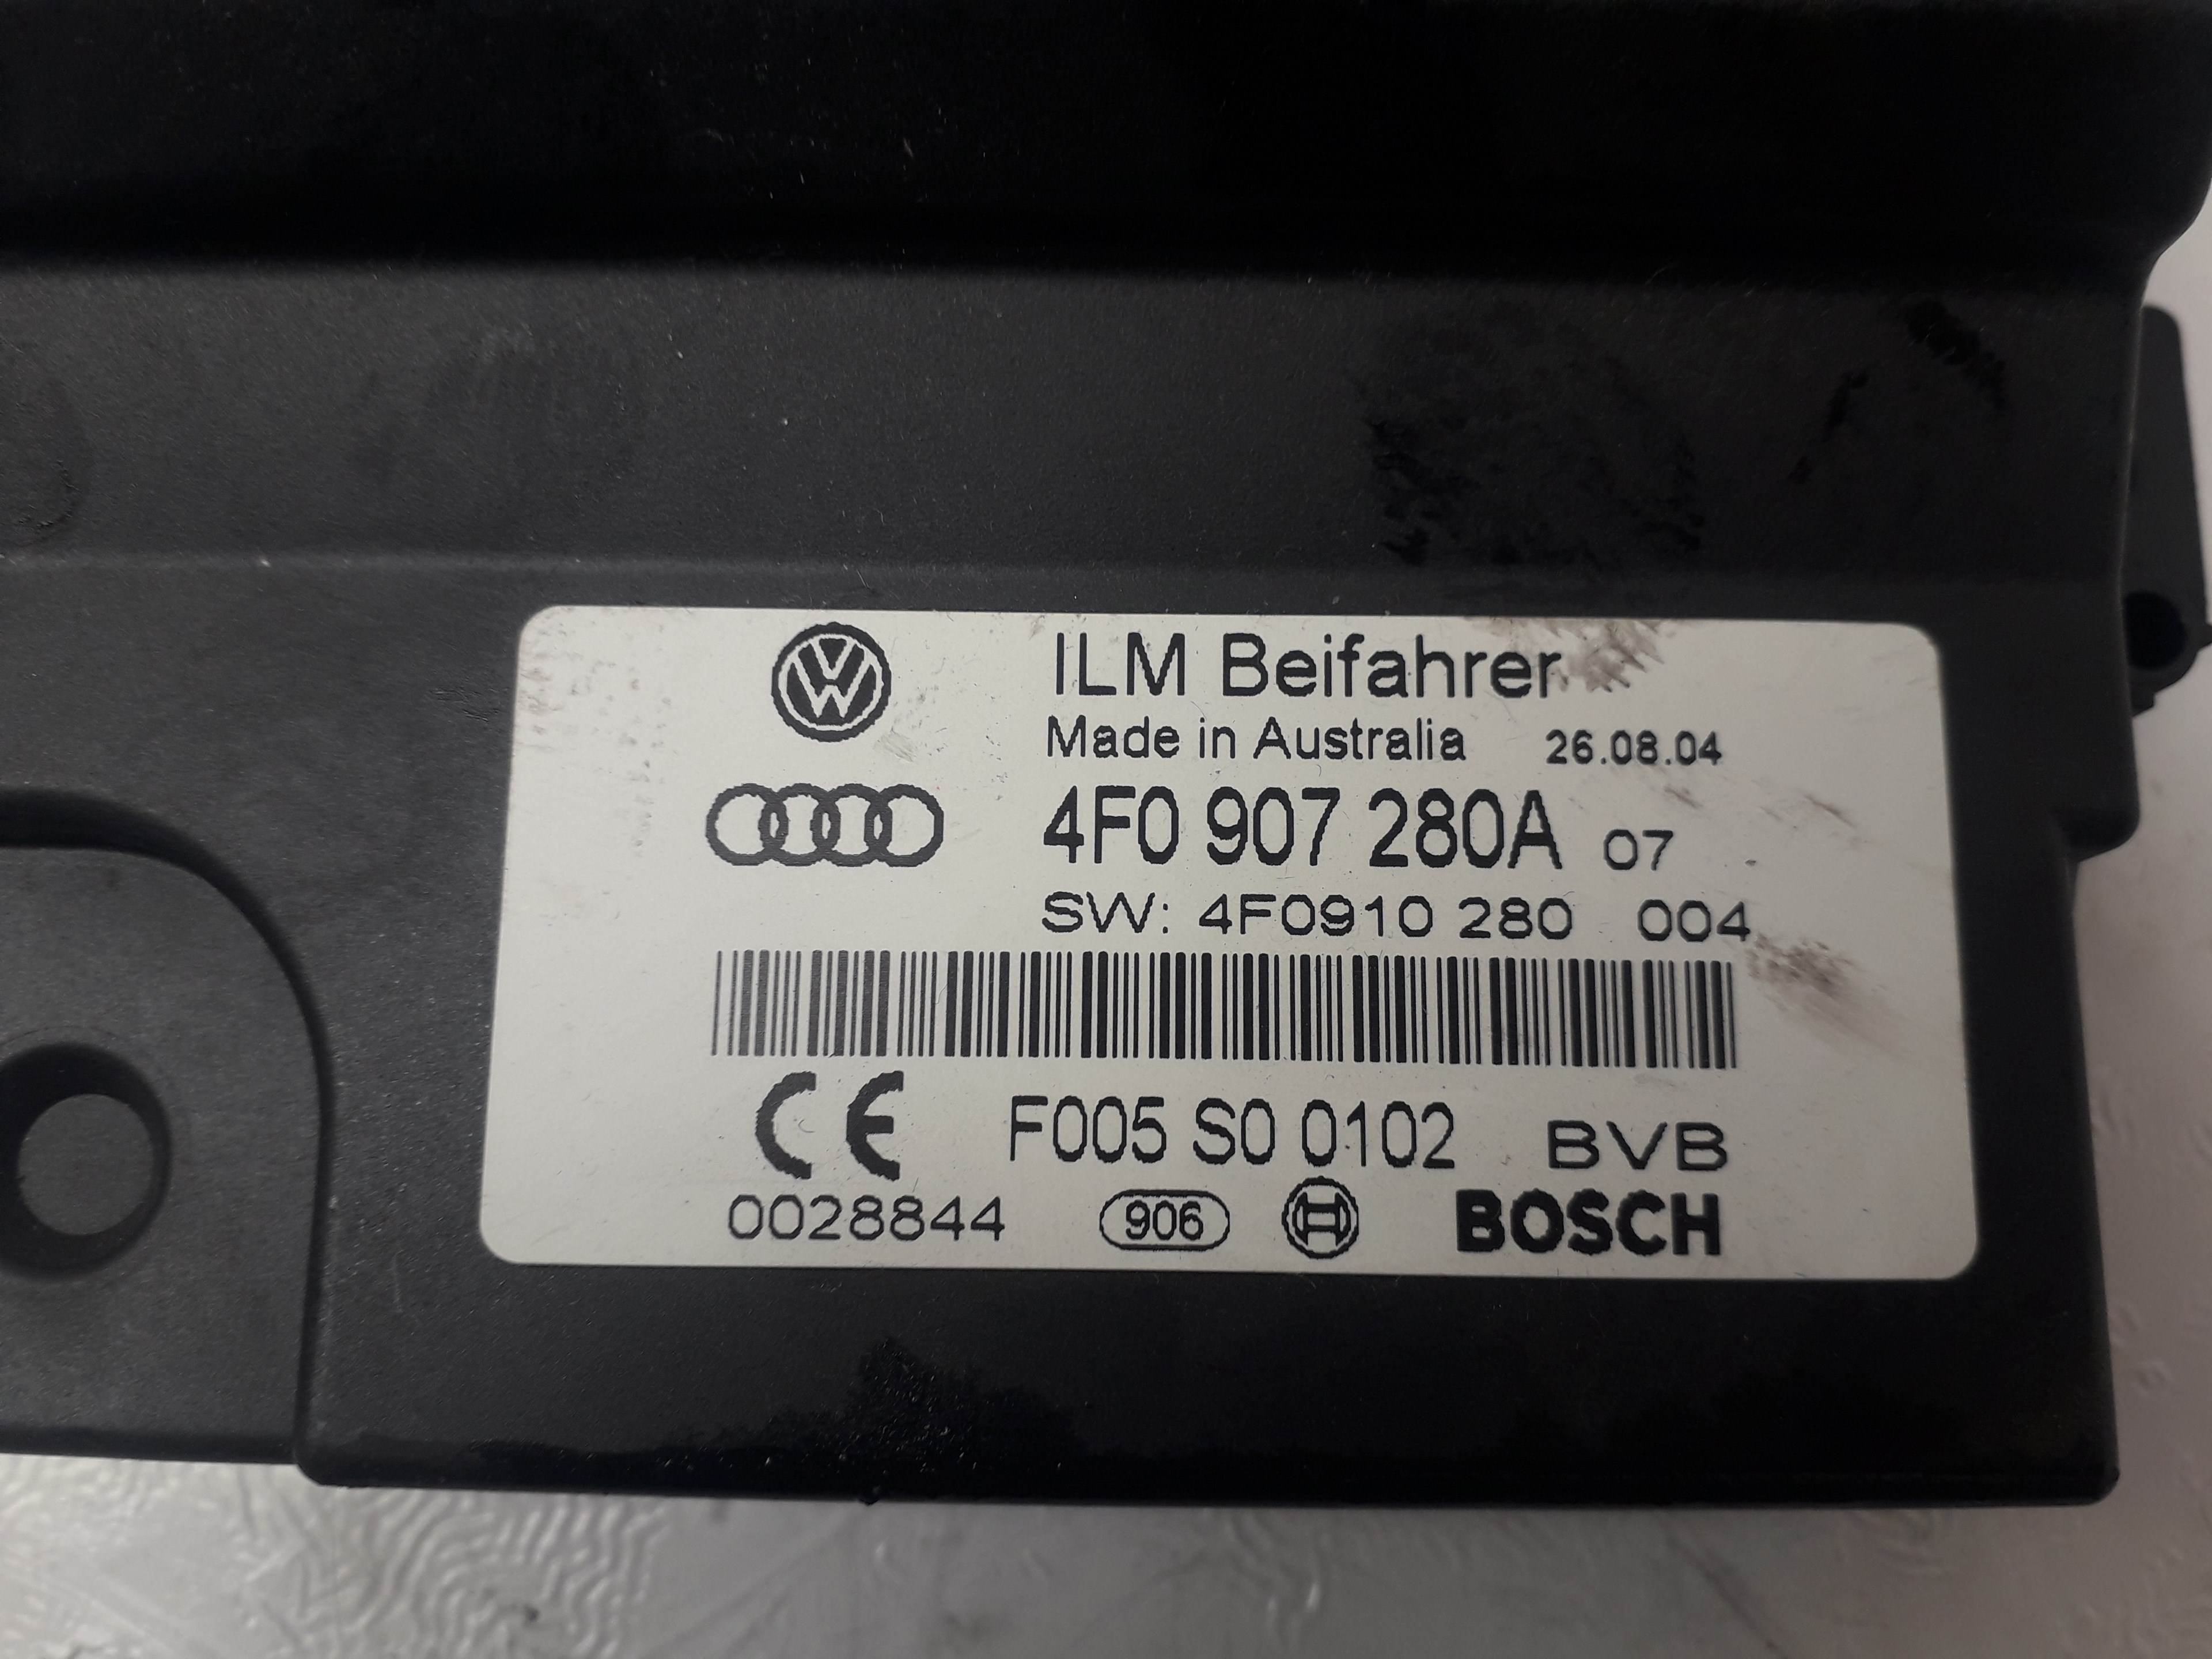 ILM Beifahrer
Made in Australia 26.08.04
4F0 907 280A 07
SW: 4F0910 280 004
CE F005 S0 0102 BVB
0028844 906 BOSCH